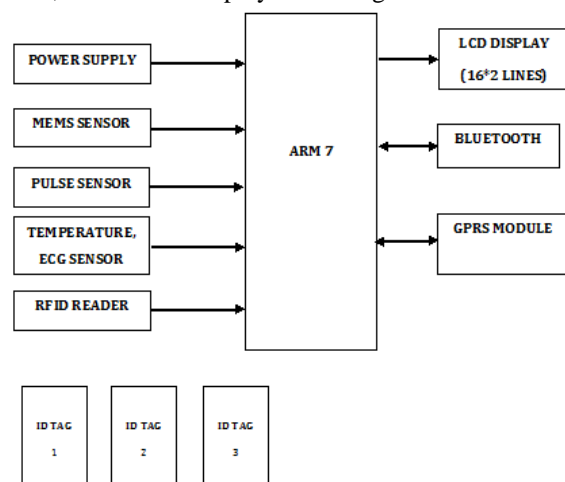 POWER SUPPLY
MEMS SENSOR
PULSE SENSOR
TEMPERATURE,
ECG SENSOR
RFID READER
ARM 7
LCD DISPLAY
(16*2 LINES)
BLUETOOTH
GPRS MODULE
ID TAG
1
ID TAG
2
ID TAG
3